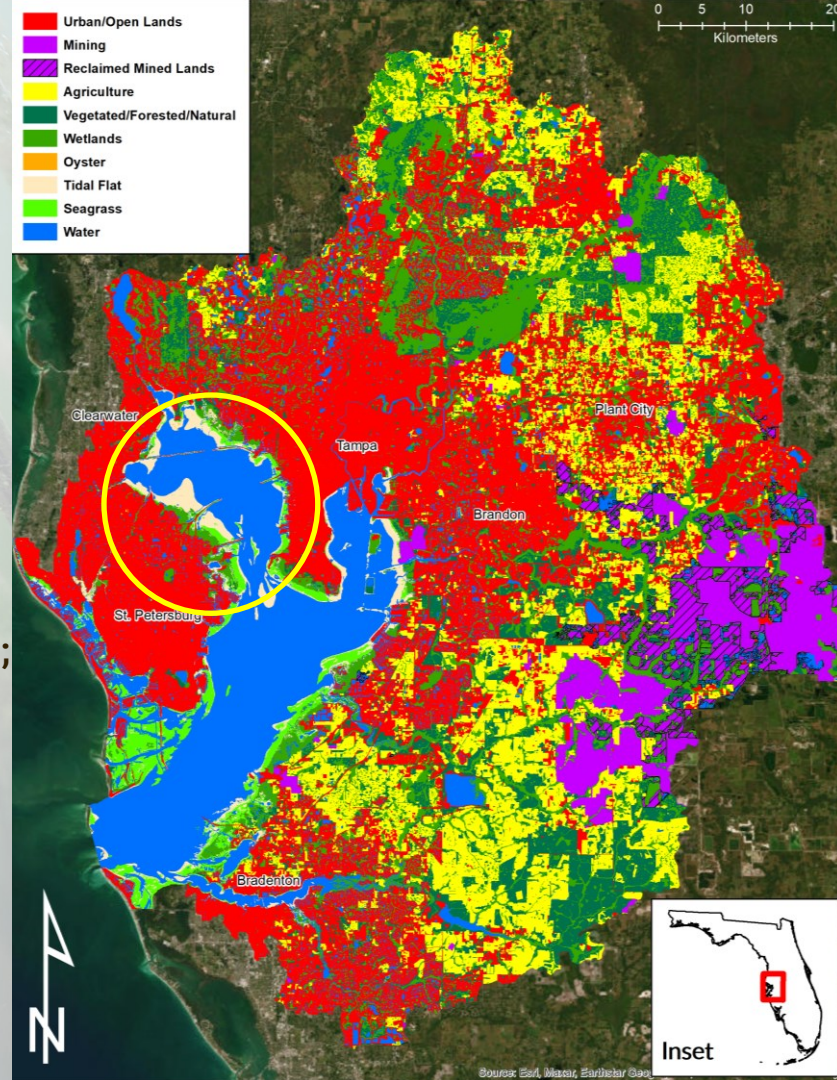 Urban/Open Lands
Mining
Reclaimed Mined Lands
Agriculture
Vegetated/Forested/Natural
Wetlands
Oyster
Tidal Flat
Seagrass
Water
0 5 10 20
Kilometers
Clearwater
Tampa
Plant City
Brandon
St. Petersburg
;
Bradenton
N
Inset
Source: Esri, Maxar, Earthstar Geog